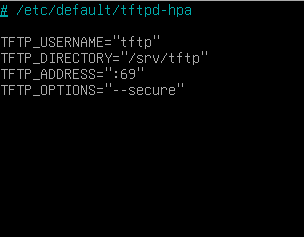 # /etc/default/tftpd-hpa
TFTP_USERNAME="tftp"
TFTP_DIRECTORY="/srv/tftp"
TFTP_ADDRESS=":69"
TFTP_OPTIONS="--secure"